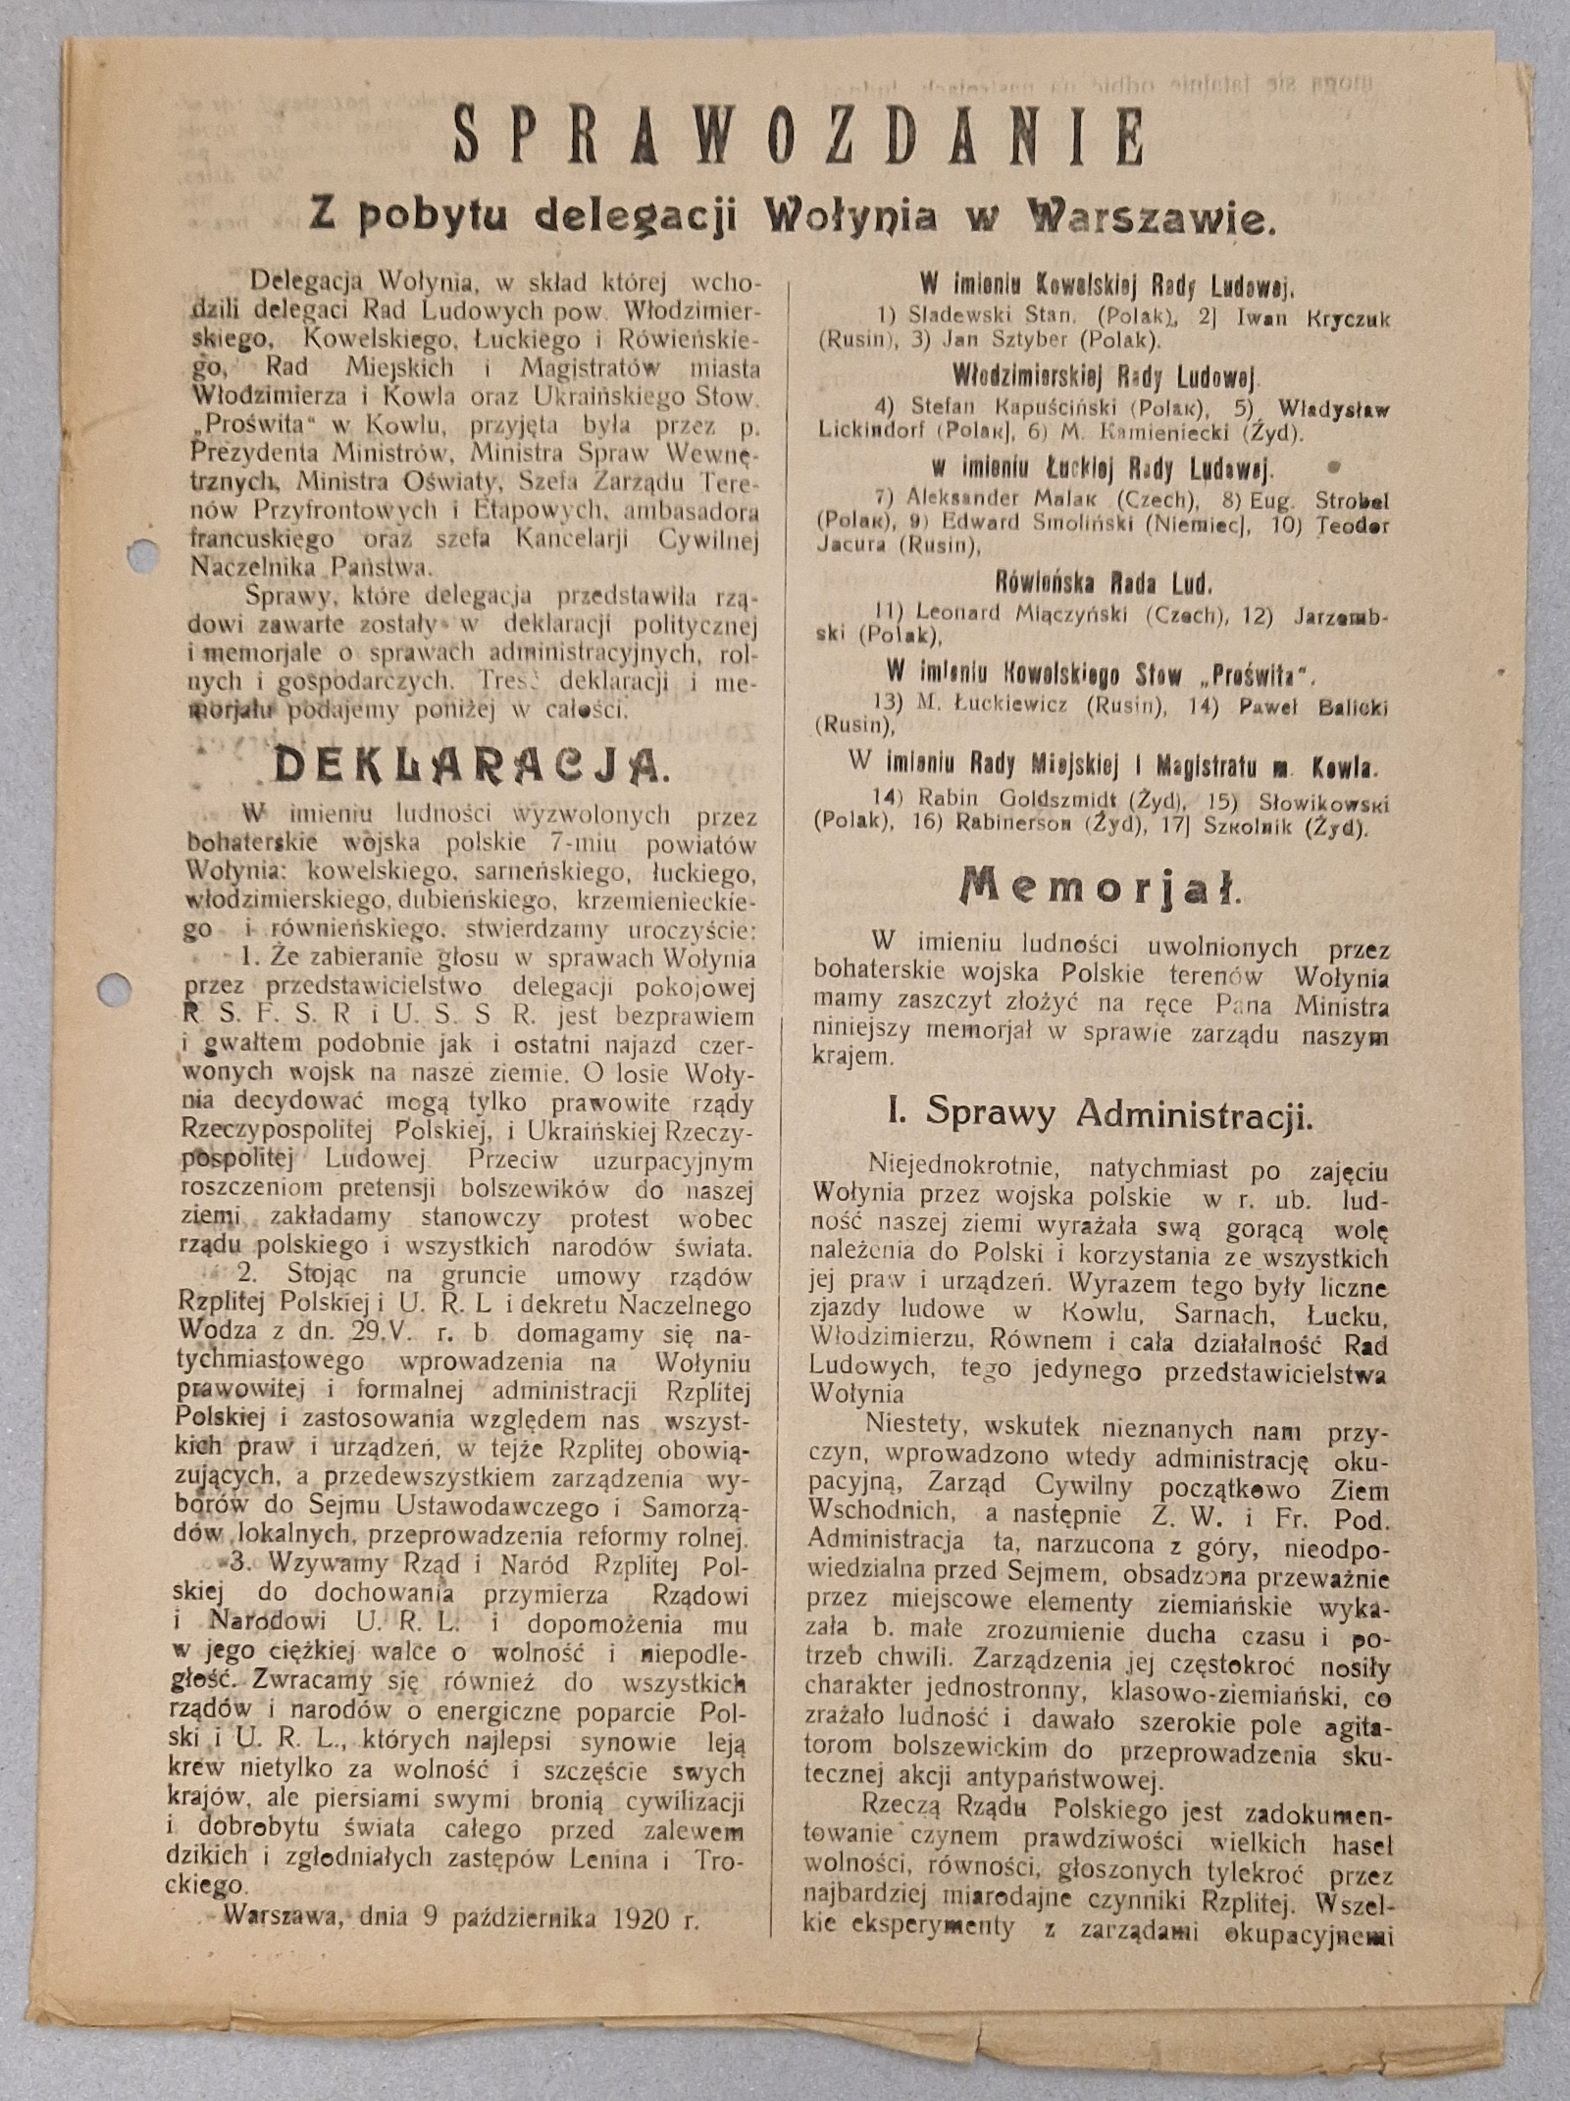 SPRAWOZDANIE
Z pobytu delegacji Wołynia w Warszawie.
Delegacja Wołynia, w skład której wcho-
dzili delegaci Rad Ludowych pow. Włodzimier-
skiego, Kowelskiego, Łuckiego i Rówieńskie-
go, Rad Miejskich i Magistratów miasta
Włodzimierza i Kowla oraz Ukraińskiego Stow.
„Proświta“ w Kowlu, przyjęta była przez p.
Prezydenta Ministrów, Ministra Spraw Wewnę-
trznych, Ministra Oświaty, Szefa Zarządu Tere-
nów Przyfrontowych i Etapowych, ambasadora
francuskiego oraz szefa Kancelarji Cywilnej
Naczelnika Państwa.
Sprawy, które delegacja przedstawiła rzą-
dowi zawarte zostały w deklaracji politycznej
i memorjale o sprawach administracyjnych, rol-
nych i gospodarczych. Treść deklaracji i me-
morjału podajemy poniżej w całości.
DEKLARACJA.
W imieniu ludności wyzwolonych przez
bohaterskie wojska polskie 7-miu powiatów
Wołynia: kowelskiego, sarneńskiego, łuckiego,
włodzimierskiego, dubieńskiego, krzemienieckie-
go i równieńskiego, stwierdzamy uroczyście:
1. Że zabieranie głosu w sprawach Wołynia
przez przedstawicielstwo delegacji pokojowej
R S. F. S. R i U. S. S R. jest bezprawiem
i gwałtem podobnie jak i ostatni najazd czer-
wonych wojsk na nasze ziemie. O losie Woły-
nia decydować mogą tylko prawowite rządy
Rzeczypospolitej Polskiej, i Ukraińskiej Rzeczy-
pospolitej Ludowej Przeciw uzurpacyjnym
roszczeniom pretensji bolszewików do naszej
ziemi zakładamy stanowczy protest wobec
rządu polskiego i wszystkich narodów świata.
2. Stojąc na gruncie umowy rządów
Rzplitej Polskiej i U. R. L i dekretu Naczelnego
Wodza z dn. 29.V. r. b domagamy się na-
tychmiastowego wprowadzenia na Wołyniu
prawowitej i formalnej administracji Rzplitej
Polskiej i zastosowania względem nas wszyst-
kich praw i urządzeń, w tejże Rzplitej obowią-
zujących, a przedewszystkiem zarządzenia wy-
borów do Sejmu Ustawodawczego i Samorzą-
dów lokalnych, przeprowadzenia reformy rolnej.
3. Wzywamy Rząd i Naród Rzplitej Pol-
skiej do dochowania przymierza Rządowi
i Narodowi U. R. L. i dopomożenia mu
w jego ciężkiej walce o wolność i niepodle-
głość. Zwracamy się również do wszystkich
rządów i narodów o energiczne poparcie Pol-
ski i U. R. L., których najlepsi synowie leją
krew nietylko za wolność i szczęście swych
krajów, ale piersiami swymi bronią cywilizacji
i dobrobytu świata całego przed zalewem
dzikich i zgłodniałych zastępów Lenina i Tro-
ckiego.
Warszawa, dnia 9 października 1920 r.
W imieniu Kowelskiej Rady Ludowej.
1) Sladewski Stan. (Polak), 2] Iwan Kryczuk
(Rusin), 3) Jan Sztyber (Polak).
Włodzimierskiej Rady Ludowej
4) Stefan Kapuściński (Polak), 5) Władysław
Lickindorf (Polak], 6) M. Kamieniecki (Żyd).
w imieniu Łuckiej Rady Ludowej.
7) Aleksander Malak (Czech), 8) Eug. Strobel
(Polak), 9) Edward Smoliński (Niemiec], 10) Teodor
Jacura (Rusin),
Rówieńska Rada Lud.
11) Leonard Miączyński (Czech), 12) Jarzemb-
ski (Polak),
W imieniu Kowelskiego Stow „Proświta“.
13) M. Łuckiewicz (Rusin), 14) Paweł Balicki
(Rusin),
W imieniu Rady Miejskiej i Magistratu m. Kowla.
14) Rabin Goldszmidt (Żyd), 15) Słowikowski
(Polak), 16) Rabinerson (Żyd), 17] Szkolnik (Żyd).
Memorjał.
W imieniu ludności uwolnionych przez
bohaterskie wojska Polskie terenów Wołynia
mamy zaszczyt złożyć na ręce Pana Ministra
niniejszy memorjał w sprawie zarządu naszym
krajem.
I. Sprawy Administracji.
Niejednokrotnie, natychmiast po zajęciu
Wołynia przez wojska polskie w r. ub. lud-
ność naszej ziemi wyrażała swą gorącą wolę
należenia do Polski i korzystania ze wszystkich
jej praw i urządzeń. Wyrazem tego były liczne
zjazdy ludowe w Kowlu, Sarnach, Łucku,
Włodzimierzu, Równem i cała działalność Rad
Ludowych, tego jedynego przedstawicielstwa
Wołynia
Niestety, wskutek nieznanych nam przy-
czyn, wprowadzono wtedy administrację oku-
pacyjną, Zarząd Cywilny początkowo Ziem
Wschodnich, a następnie Z. W. i Fr. Pod.
Administracja ta, narzucona z góry, nieodpo-
wiedzialna przed Sejmem, obsadzona przeważnie
przez miejscowe elementy ziemiańskie wyka-
zała b. małe zrozumienie ducha czasu i po-
trzeb chwili. Zarządzenia jej częstokroć nosiły
charakter jednostronny, klasowo-ziemiański, co
zrażało ludność i dawało szerokie pole agita-
torom bolszewickim do przeprowadzenia sku-
tecznej akcji antypaństwowej.
Rzeczą Rządu Polskiego jest zadokumen-
towanie czynem prawdziwości wielkich haseł
wolności, równości, głoszonych tylekroć przez
najbardziej miarodajne czynniki Rzplitej. Wszel-
kie eksperymenty z zarządami okupacyjnemi